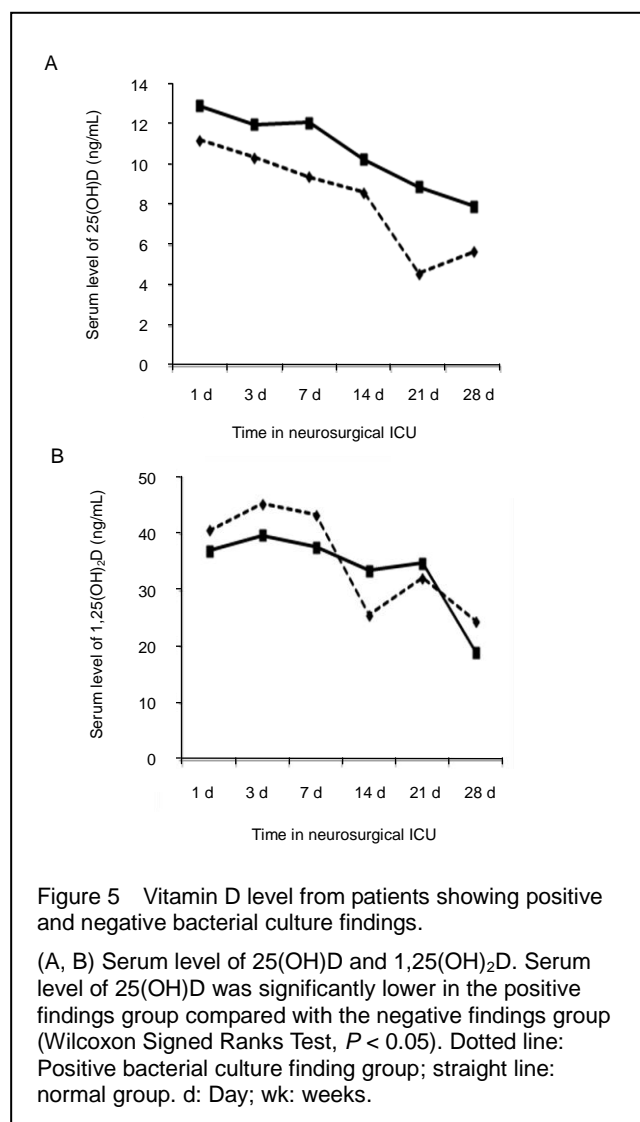 A
14
12
10
8
6
4
2
0
Serum level of 25(OH)D (ng/mL)
1 d 3 d 7 d 14 d 21 d 28 d
Time in neurosurgical ICU
B
50
40
30
20
10
0
Serum level of 1,25(OH)₂D (ng/mL)
1 d 3 d 7 d 14 d 21 d 28 d
Time in neurosurgical ICU
Figure 5 Vitamin D level from patients showing positive
and negative bacterial culture findings.
(A, B) Serum level of 25(OH)D and 1,25(OH)₂D. Serum
level of 25(OH)D was significantly lower in the positive
findings group compared with the negative findings group
(Wilcoxon Signed Ranks Test, P < 0.05). Dotted line:
Positive bacterial culture finding group; straight line:
normal group. d: Day; wk: weeks.